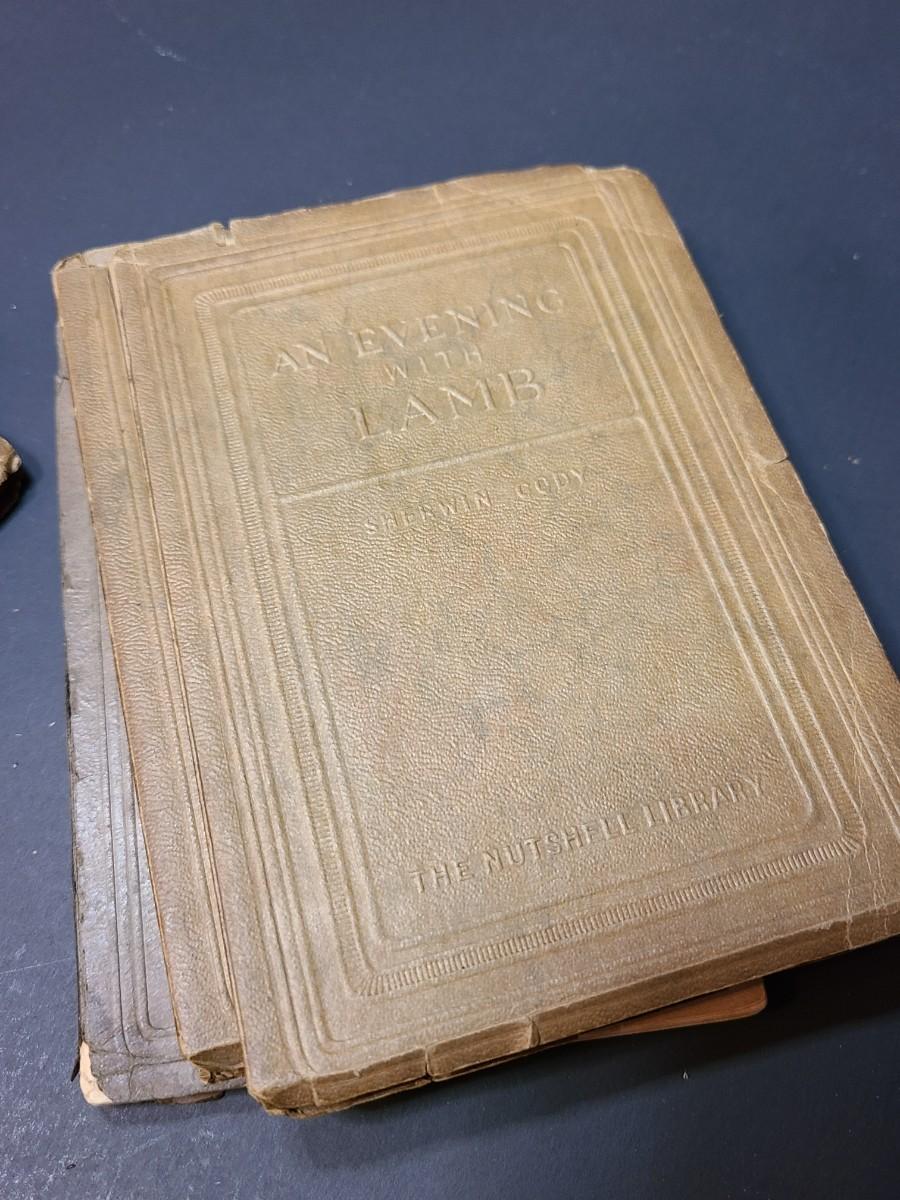 AN EVENING
WITH
LAMB
SHERWIN CODY
THE NUTSHELL LIBRARY